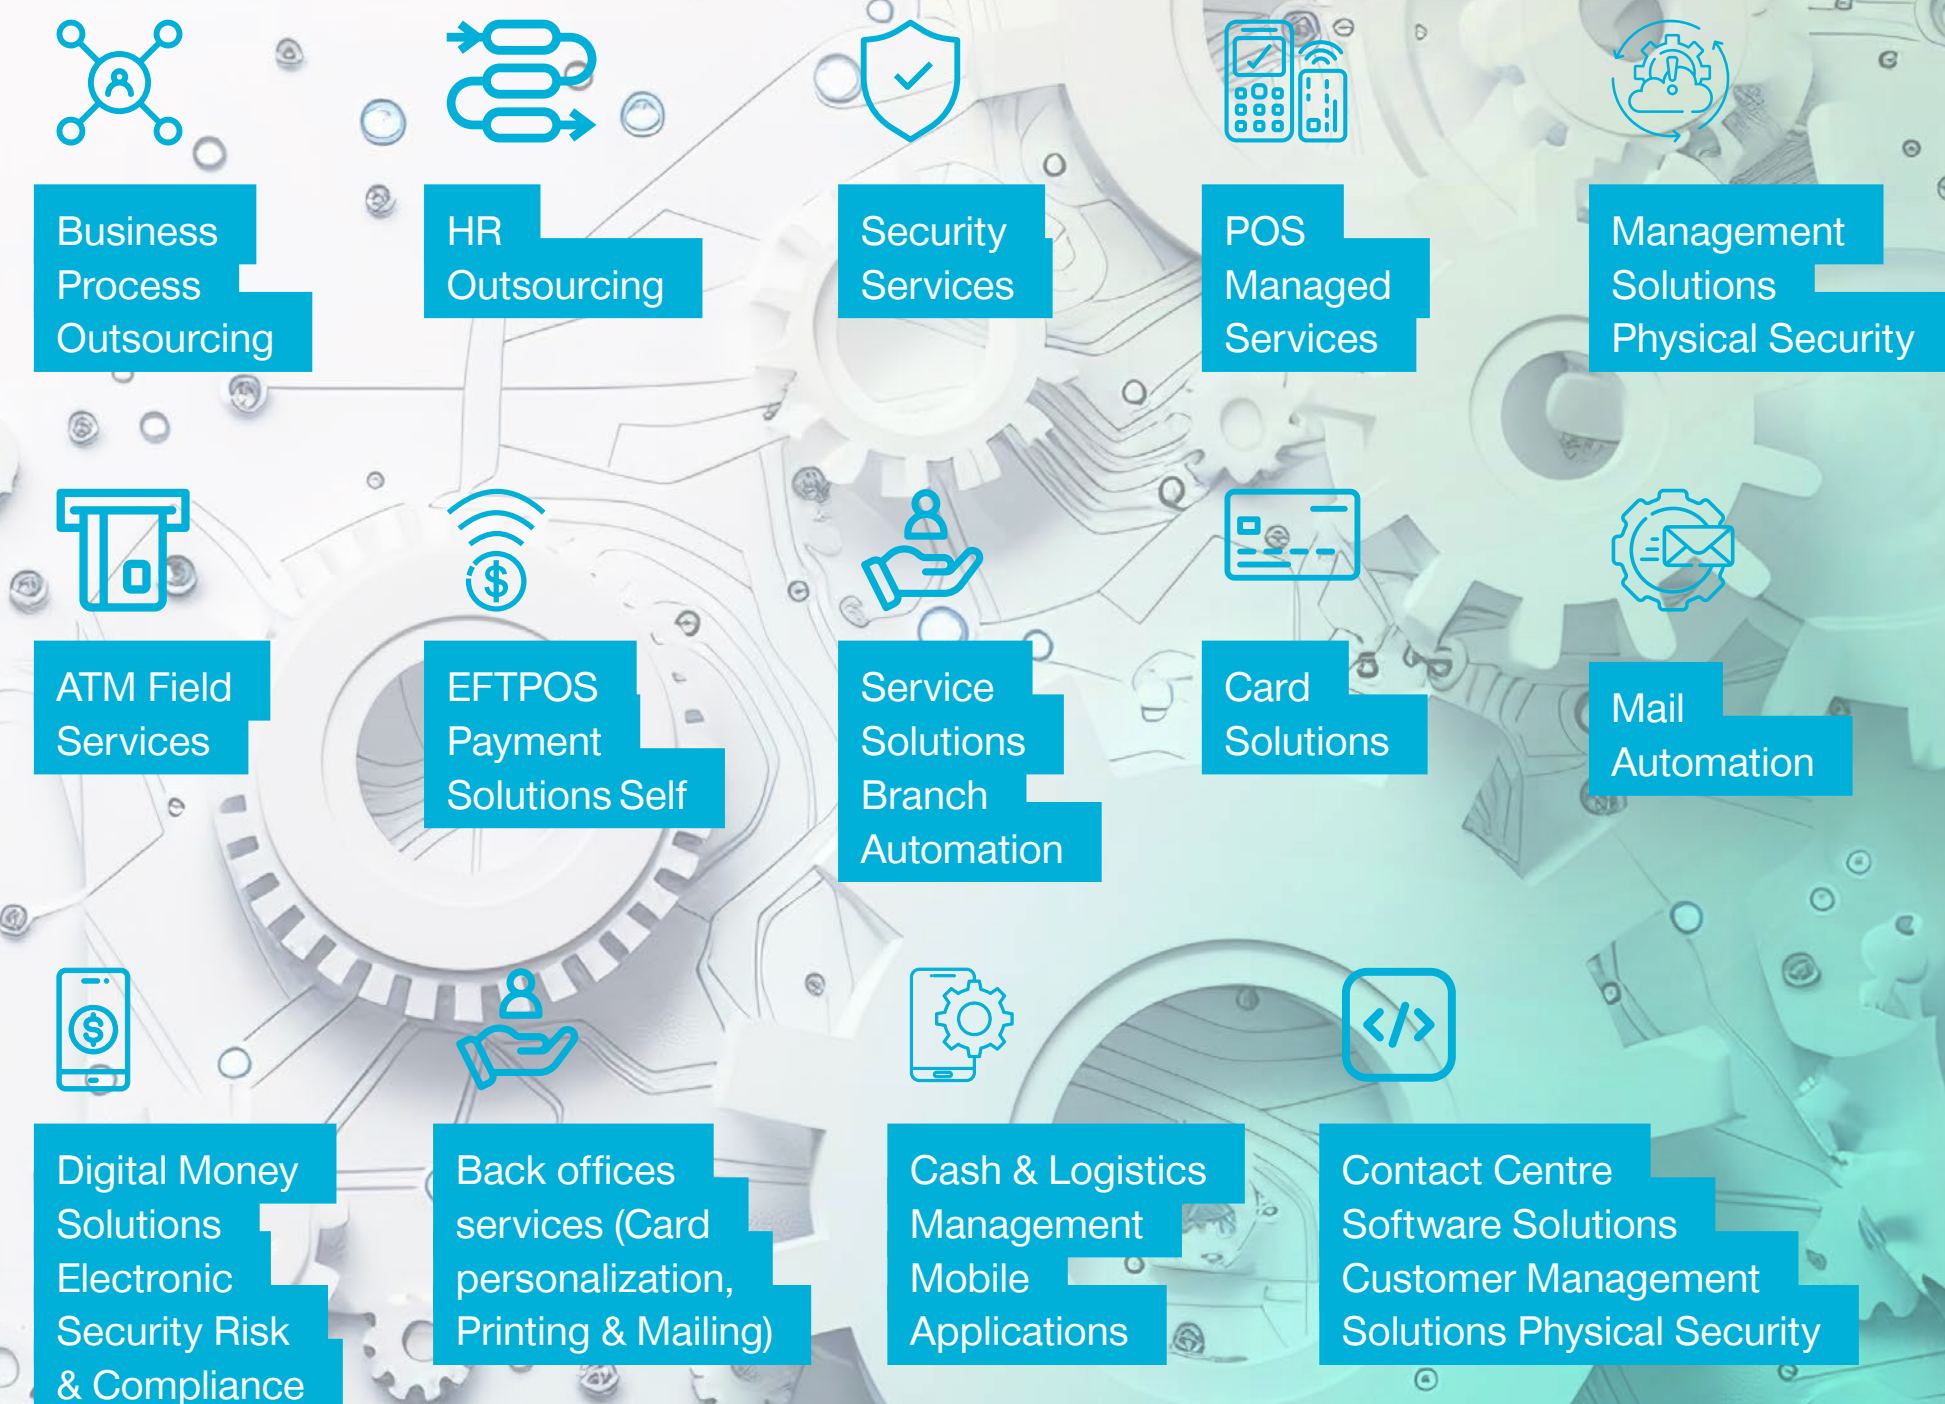 Business
Process
Outsourcing
HR
Outsourcing
Security
Services
POS
Managed
Services
Management
Solutions
Physical Security
ATM Field
Services
EFTPOS
Payment
Solutions Self
Service
Solutions
Branch
Automation
Card
Solutions
Mail
Automation
Digital Money
Solutions
Electronic
Security Risk
& Compliance
Back offices
services (Card
personalization,
Printing & Mailing)
Cash & Logistics
Management
Mobile
Applications
Contact Centre
Software Solutions
Customer Management
Solutions Physical Security